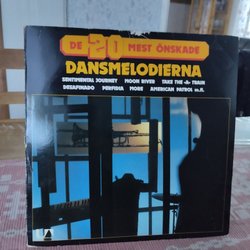 DE 20 MEST ÖNSKADE
DANSMELODIERNA
SENTIMENTAL JOURNEY MOON RIVER TAKE THE »A« TRAIN
DESAFINADO PERFIDIA MORE AMERICAN PATROL m.fl.